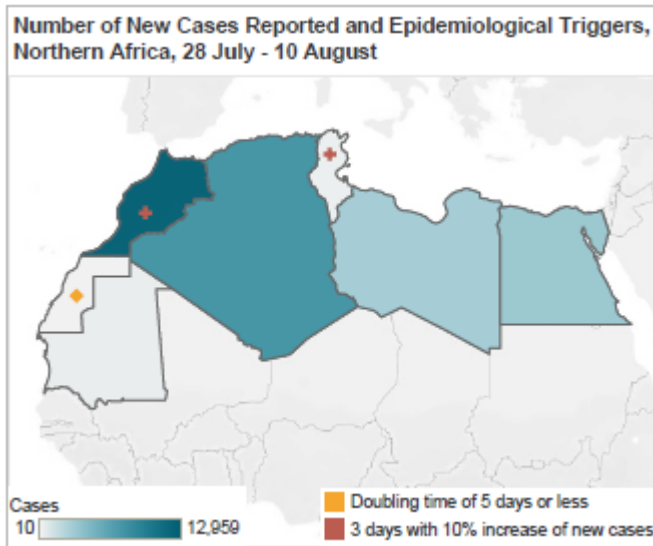 Number of New Cases Reported and Epidemiological Triggers,
Northern Africa, 28 July - 10 August
Cases
10 12,959
Doubling time of 5 days or less
3 days with 10% increase of new cases